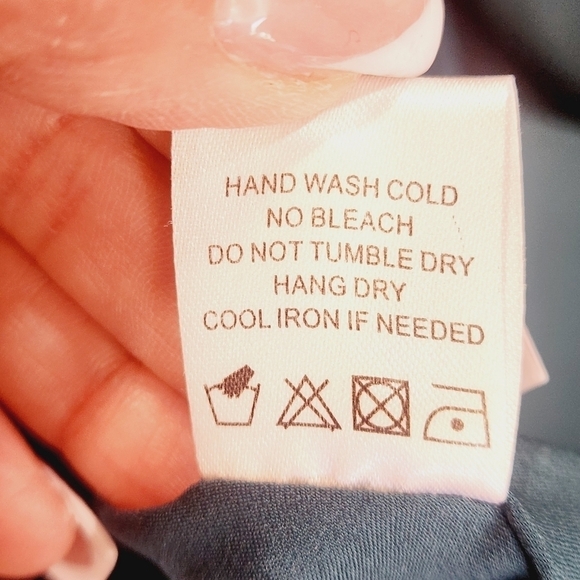 HAND WASH COLD
NO BLEACH
DO NOT TUMBLE DRY
HANG DRY
COOL IRON IF NEEDED